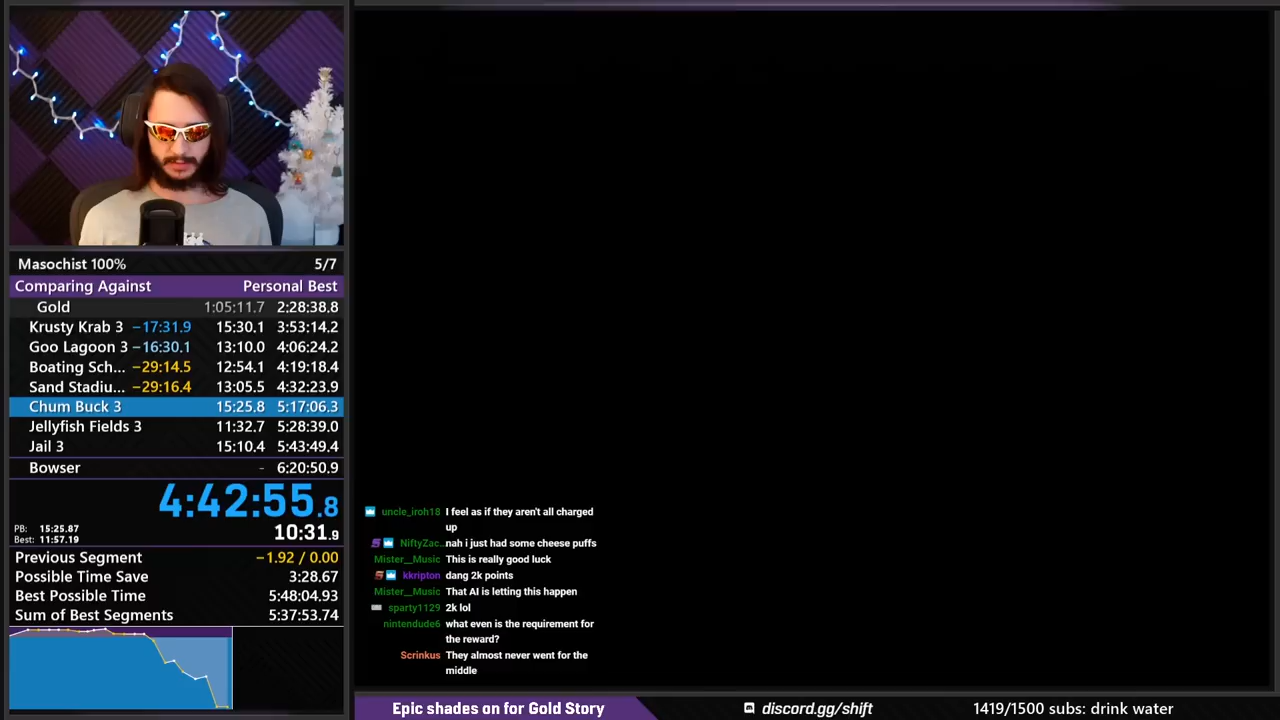 Masochist 100% 5/7
Comparing Against Personal Best
Gold 1:05:11.7 2:28:38.8
Krusty Krab 3 −17:31.9 15:30.1 3:53:14.2
Goo Lagoon 3 −16:30.1 13:10.0 4:06:24.2
Boating Sch... −29:14.5 12:54.1 4:19:18.4
Sand Stadiu... −29:16.4 13:05.5 4:32:23.9
Chum Buck 3 15:25.8 5:17:06.3
Jellyfish Fields 3 11:32.7 5:28:39.0
Jail 3 15:10.4 5:43:49.4
Bowser - 6:20:50.9
4:42:55.8
PB: 15:25.87
Best: 11:57.19
10:31.9
Previous Segment −1.92 / 0.00
Possible Time Save 3:28.67
Best Possible Time 5:48:04.93
Sum of Best Segments 5:37:53.74
uncle_iroh18 I feel as if they aren't all charged
up
NiftyZac... nah i just had some cheese puffs
Mister__Music This is really good luck
kkripton dang 2k points
Mister__Music That AI is letting this happen
sparty1129 2k lol
nintendude6 what even is the requirement for
the reward?
Scrinkus They almost never went for the
middle
Epic shades on for Gold Story
discord.gg/shift
1419/1500 subs: drink water